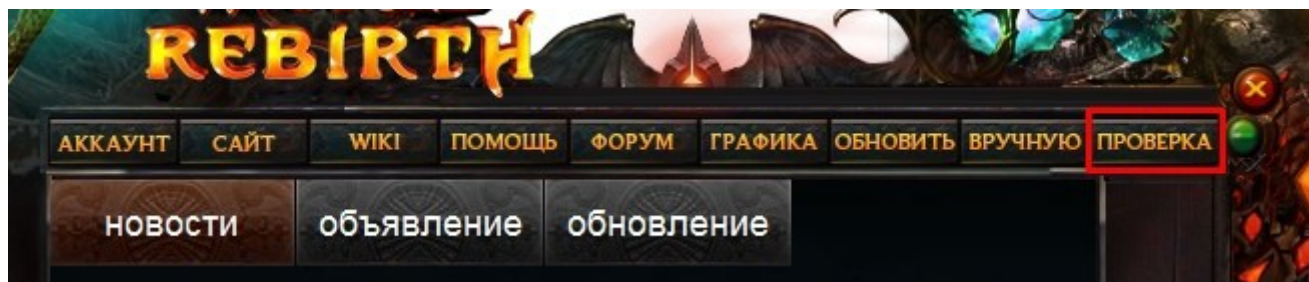 REBIRTH
АККАУНТ САЙТ WIKI ПОМОЩЬ ФОРУМ ГРАФИКА ОБНОВИТЬ ВРУЧНУЮ ПРОВЕРКА
новости объявление обновление